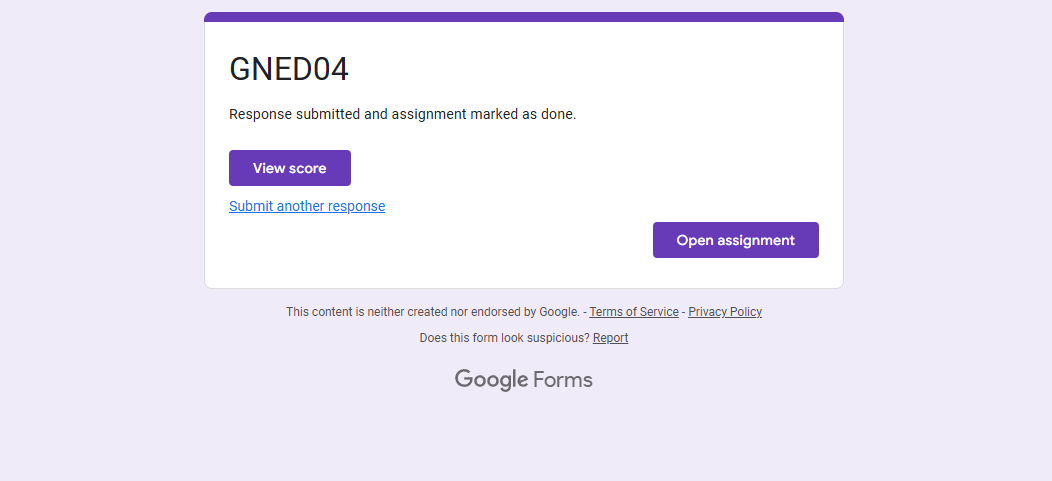 GNED04
Response submitted and assignment marked as done.
View score
Submit another response
Open assignment
This content is neither created nor endorsed by Google. - Terms of Service - Privacy Policy
Does this form look suspicious? Report
Google Forms